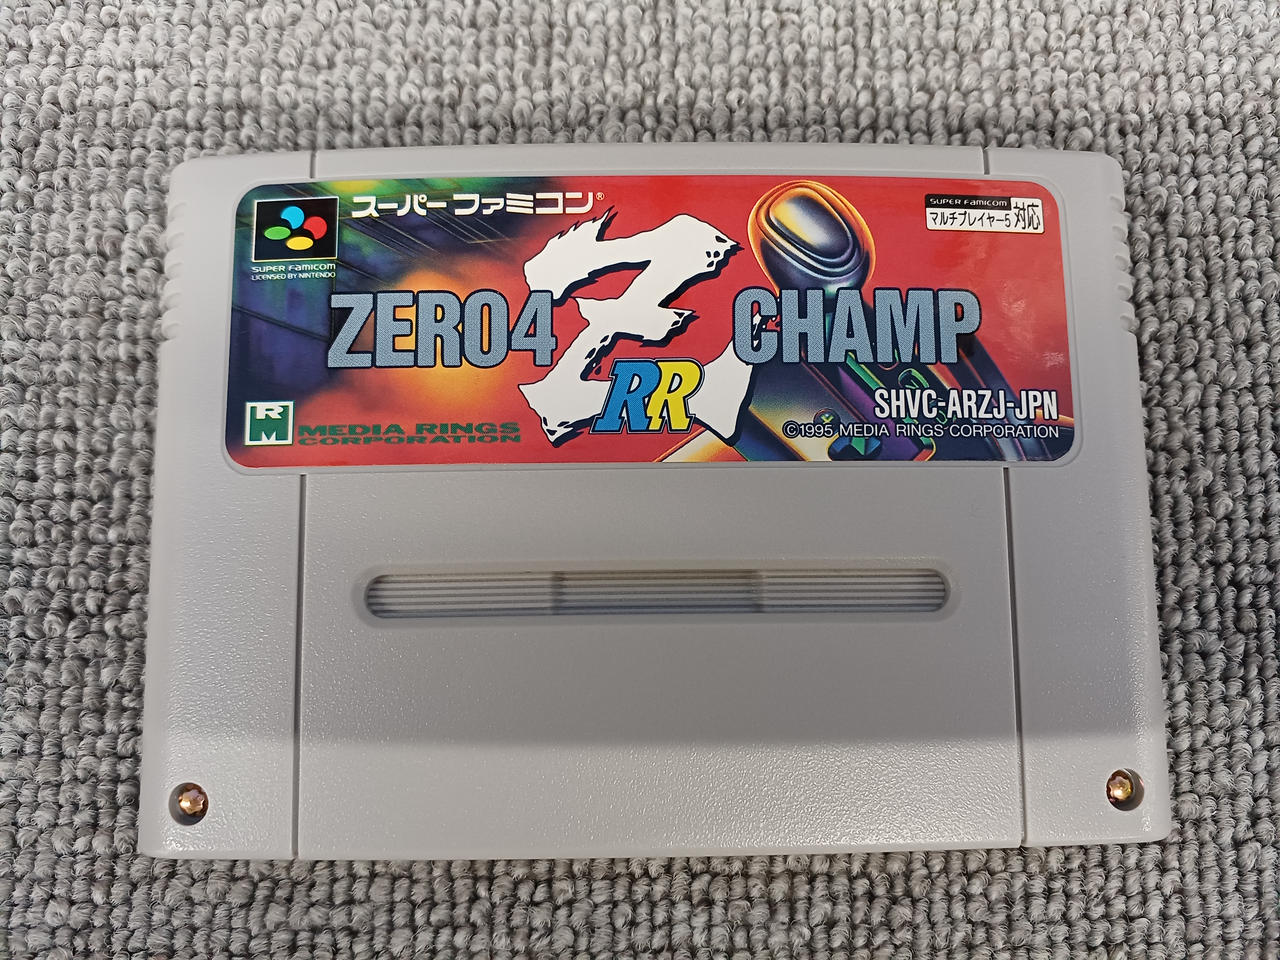 スーパーファミコン®
SUPER FAMICOM
マルチプレイヤー5 対応
SUPER FAMICOM
LICENSED BY NINTENDO
ZERO4 CHAMP
Z
RR
SHVC-ARZJ-JPN
RM
MEDIA RINGS
CORPORATION
©1995 MEDIA RINGS CORPORATION